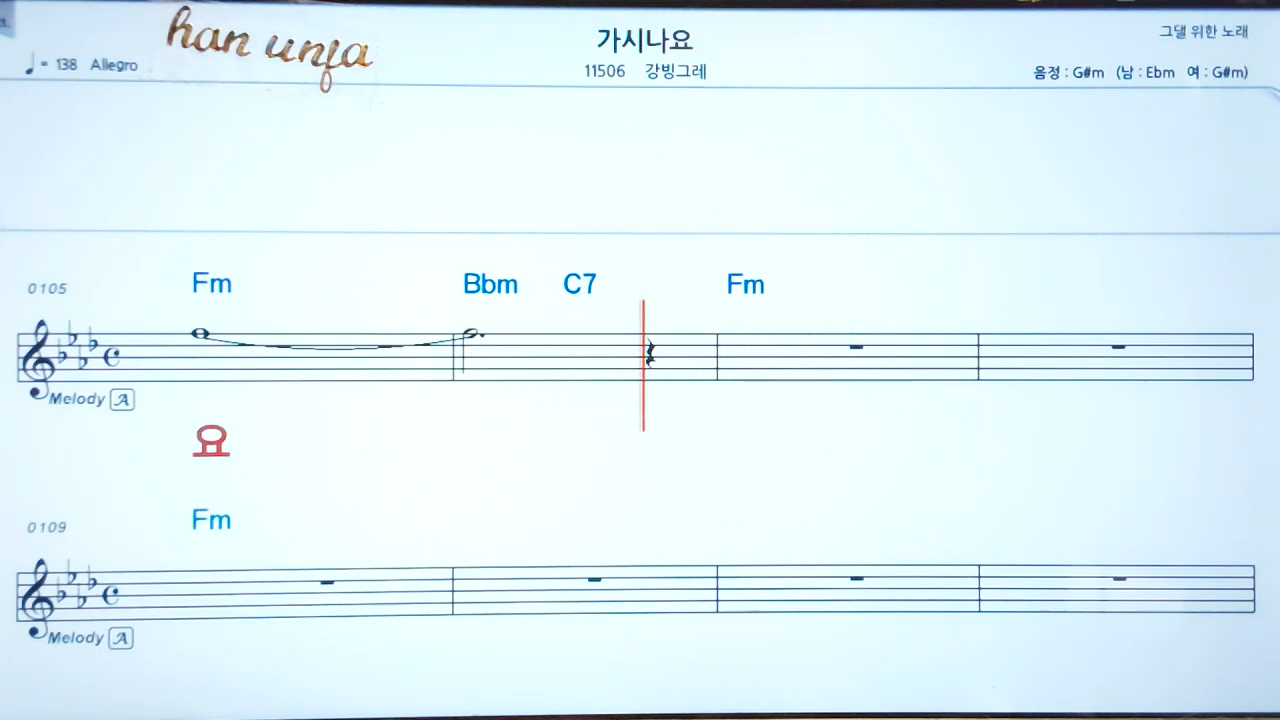 han unja
가시나요
그댈 위한 노래
♩ = 138 Allegro
11506 강빙그레
음정 : G#m (남 : Ebm 여 : G#m)
0105 Fm Bbm C7 Fm
Melody A
요
0109 Fm
Melody A